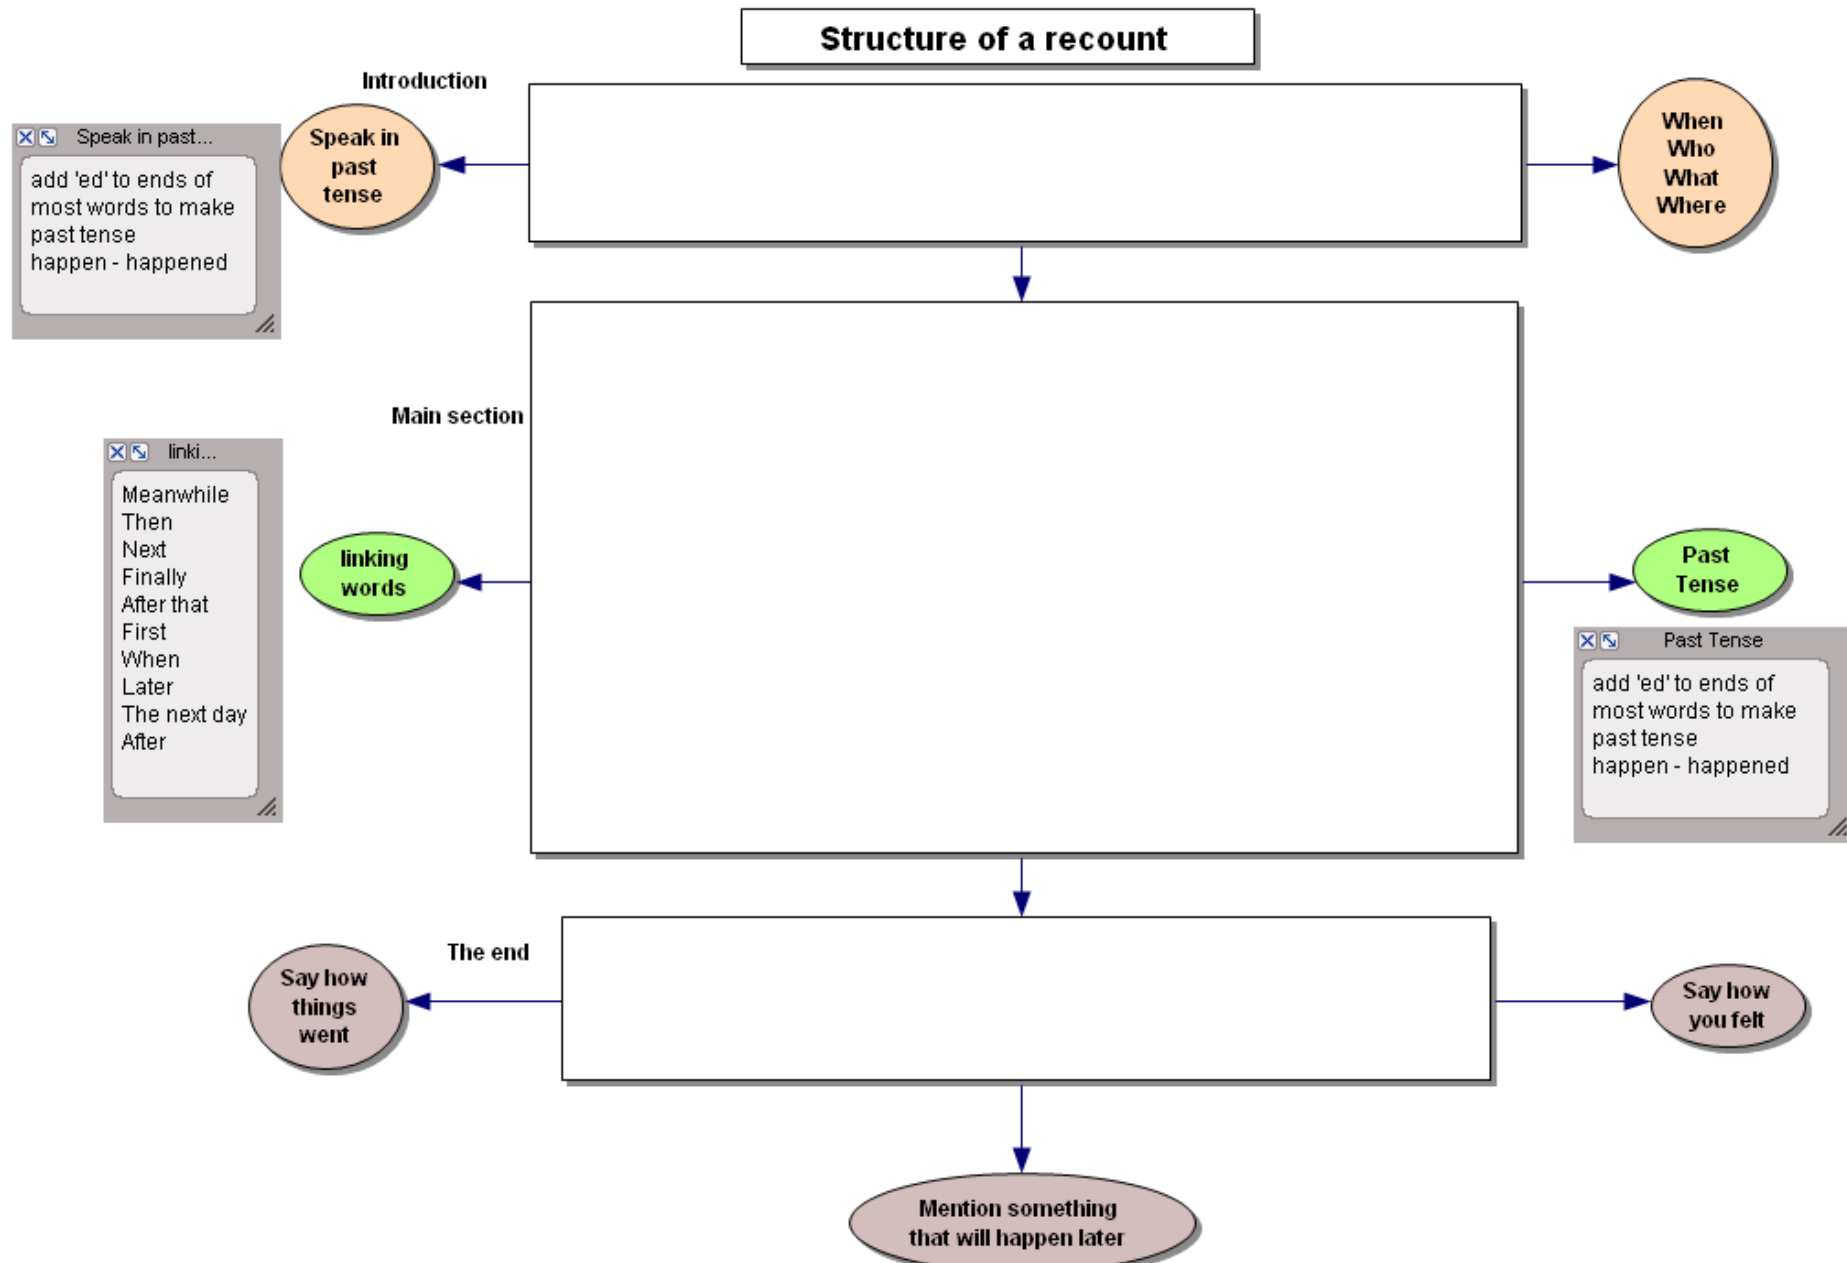 Structure of a recount
Introduction
Speak in past...
add 'ed' to ends of
most words to make
past tense
happen - happened
Speak in
past
tense
When
Who
What
Where
Main section
linki...
Meanwhile
Then
Next
Finally
After that
First
When
Later
The next day
After
linking
words
Past
Tense
Past Tense
add 'ed' to ends of
most words to make
past tense
happen - happened
The end
Say how
things
went
Say how
you felt
Mention something
that will happen later